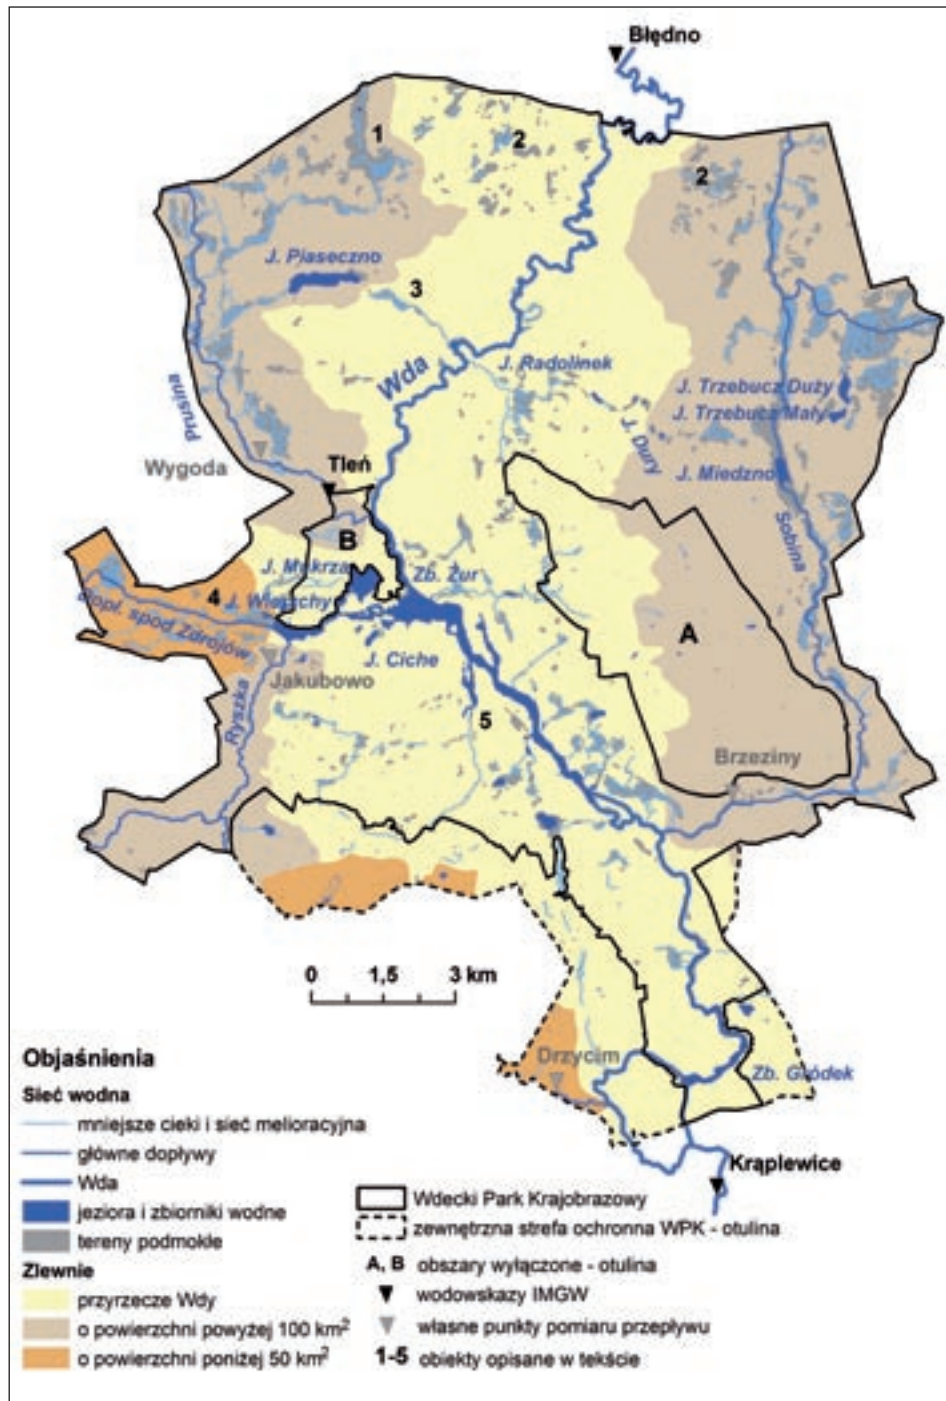 Błędno
1
2
2
J. Piaseczno
3
Wda
J. Radolinek
J. Trzebucz Duży
J. Trzebucz Mały
Prusina
J. Dury
Wygoda
Tleń
J. Miedzno
Sobina
B
J. Mukrza
Zb. Żur
4
J. Wierzchy
Dopł. spod Zdrojów
A
J. Ciche
Jakubowo
Ryszka
5
Brzeziny
0 1,5 3 km
Drzycim
Zb. Gródek
Krąplewice
Objaśnienia
Sieć wodna
mniejsze cieki i sieć melioracyjna
główne dopływy
Wda
jeziora i zbiorniki wodne
tereny podmokłe
Zlewnie
przyrzecze Wdy
o powierzchni powyżej 100 km²
o powierzchni poniżej 50 km²
Wdecki Park Krajobrazowy
zewnętrzna strefa ochronna WPK - otulina
A, B obszary wyłączone - otulina
wodowskazy IMGW
własne punkty pomiaru przepływu
1-5 obiekty opisane w tekście